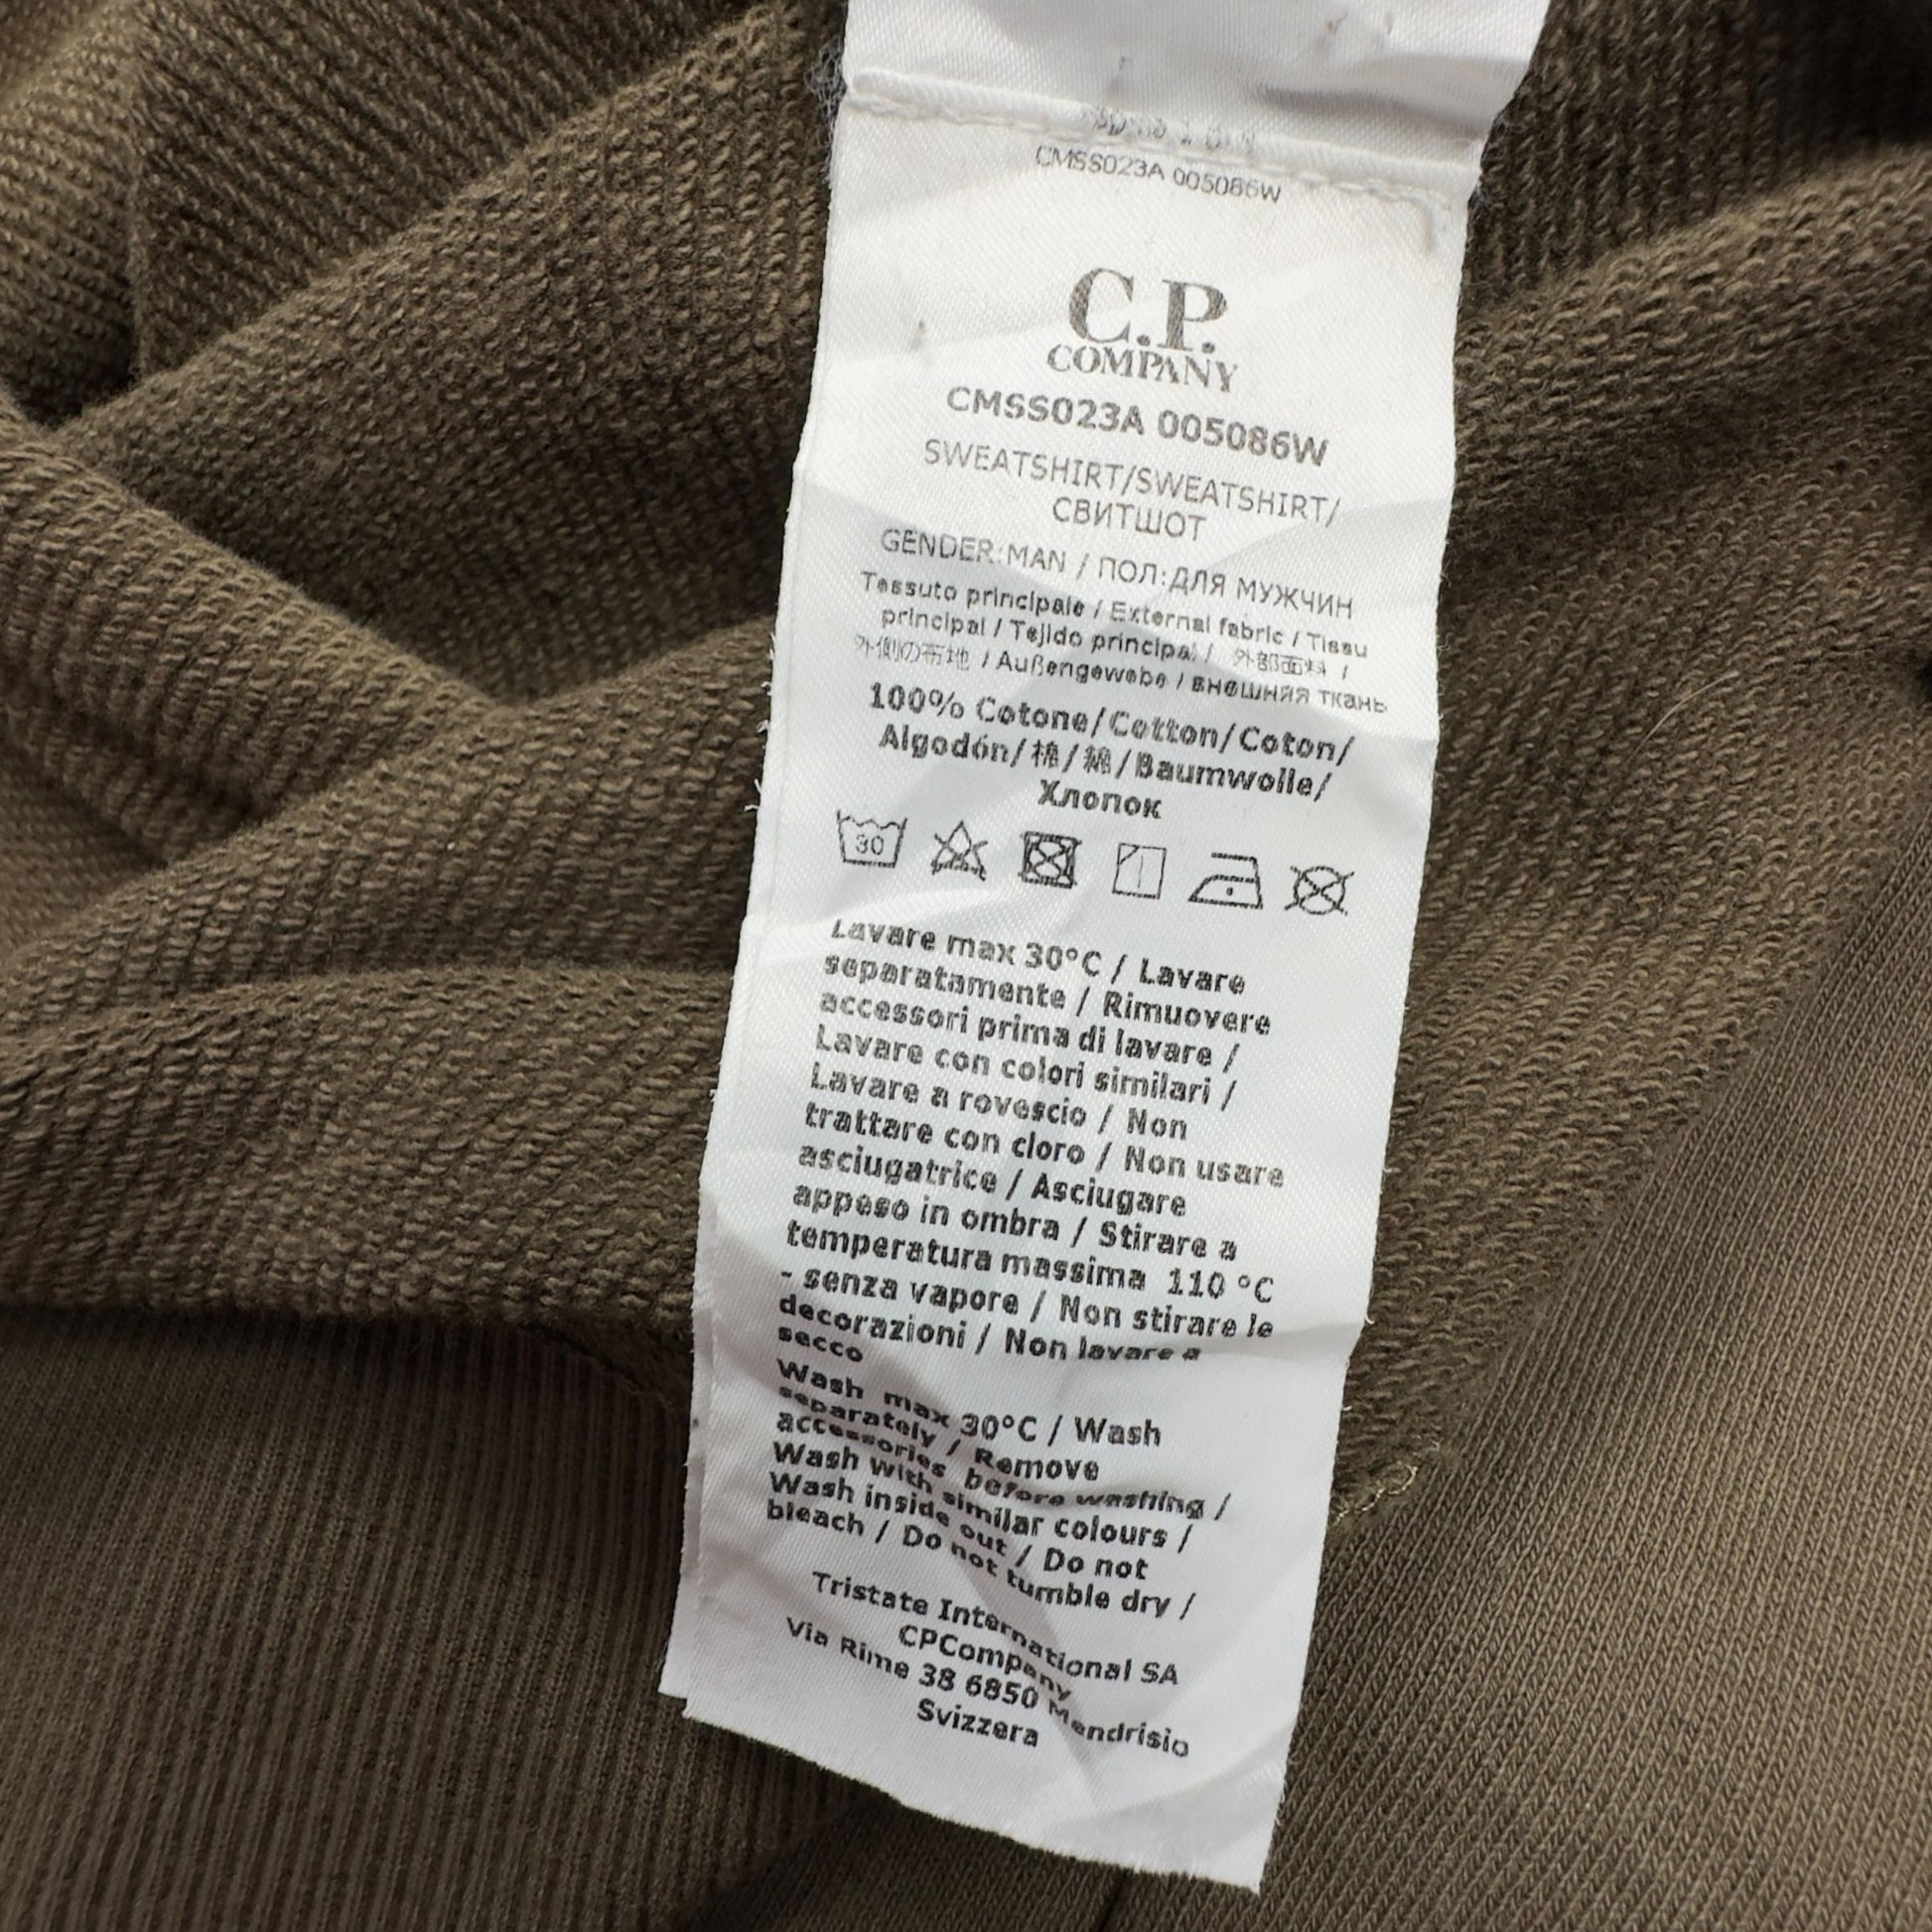 CMSS023A 005086W
C.P.
COMPANY
CMSS023A 005086W
SWEATSHIRT/SWEATSHIRT/
СВИТШОТ
GENDER:MAN / ПОЛ:ДЛЯ МУЖЧИН
Tessuto principale / External fabric / Tissu
principal / Tejido principal / 外部面料 /
外側の布地 / Außengewebe / внешняя ткань
100% Cotone/Cotton/Coton/
Algodón/棉/綿/Baumwolle/
Хлопок
30
Lavare max 30°C / Lavare
separatamente / Rimuovere
accessori prima di lavare /
Lavare con colori similari /
Lavare a rovescio / Non
trattare con cloro / Non usare
asciugatrice / Asciugare
appeso in ombra / Stirare a
temperatura massima 110 °C
- senza vapore / Non stirare le
decorazioni / Non lavare a
secco
Wash max 30°C / Wash
separately / Remove
accessories before washing /
Wash with similar colours /
Wash inside out / Do not
bleach / Do not tumble dry /
Tristate International SA
CPCompany
Via Rime 38 6850 Mendrisio
Svizzera